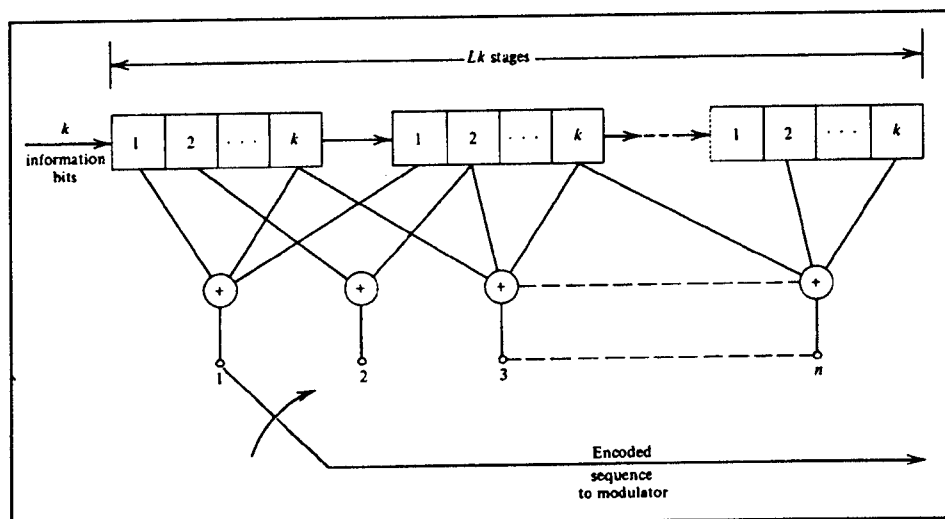 Lk stages
k
information
bits
1 2 ··· k
1 2 ··· k
1 2 ··· k
+ + + +
1 2 3 n
Encoded
sequence
to modulator